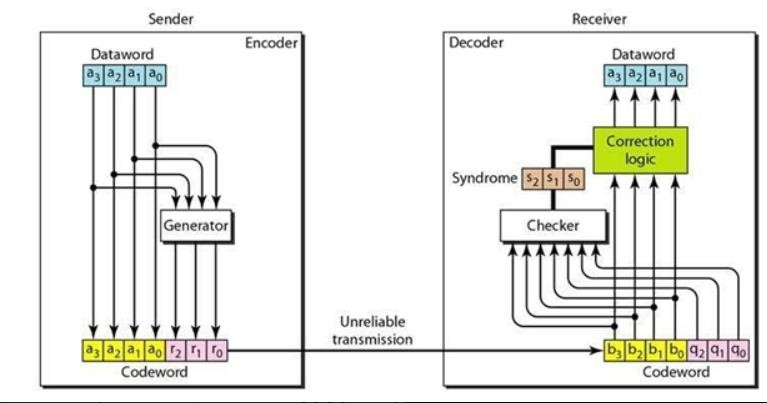 Sender
Receiver
Encoder
Decoder
Dataword
a3 a2 a1 a0
Dataword
a3 a2 a1 a0
Correction
logic
Syndrome s2 s1 s0
Generator
Checker
Unreliable
transmission
a3 a2 a1 a0 r2 r1 r0
Codeword
b3 b2 b1 b0 q2 q1 q0
Codeword